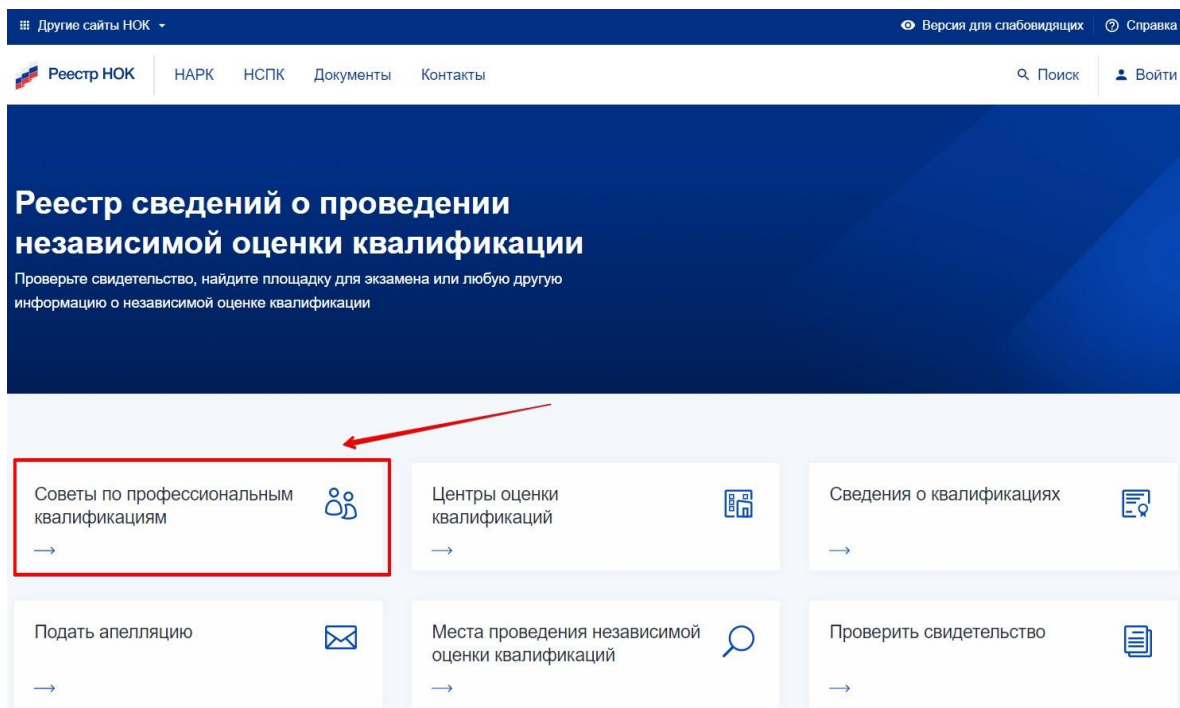 Другие сайты НОК
Версия для слабовидящих
Справка
Реестр НОК
НАРК
НСПК
Документы
Контакты
Поиск
Войти
Реестр сведений о проведении
независимой оценки квалификации
Проверьте свидетельство, найдите площадку для экзамена или любую другую
информацию о независимой оценке квалификации
Советы по профессиональным
квалификациям
Центры оценки
квалификаций
Сведения о квалификациях
Подать апелляцию
Места проведения независимой
оценки квалификаций
Проверить свидетельство